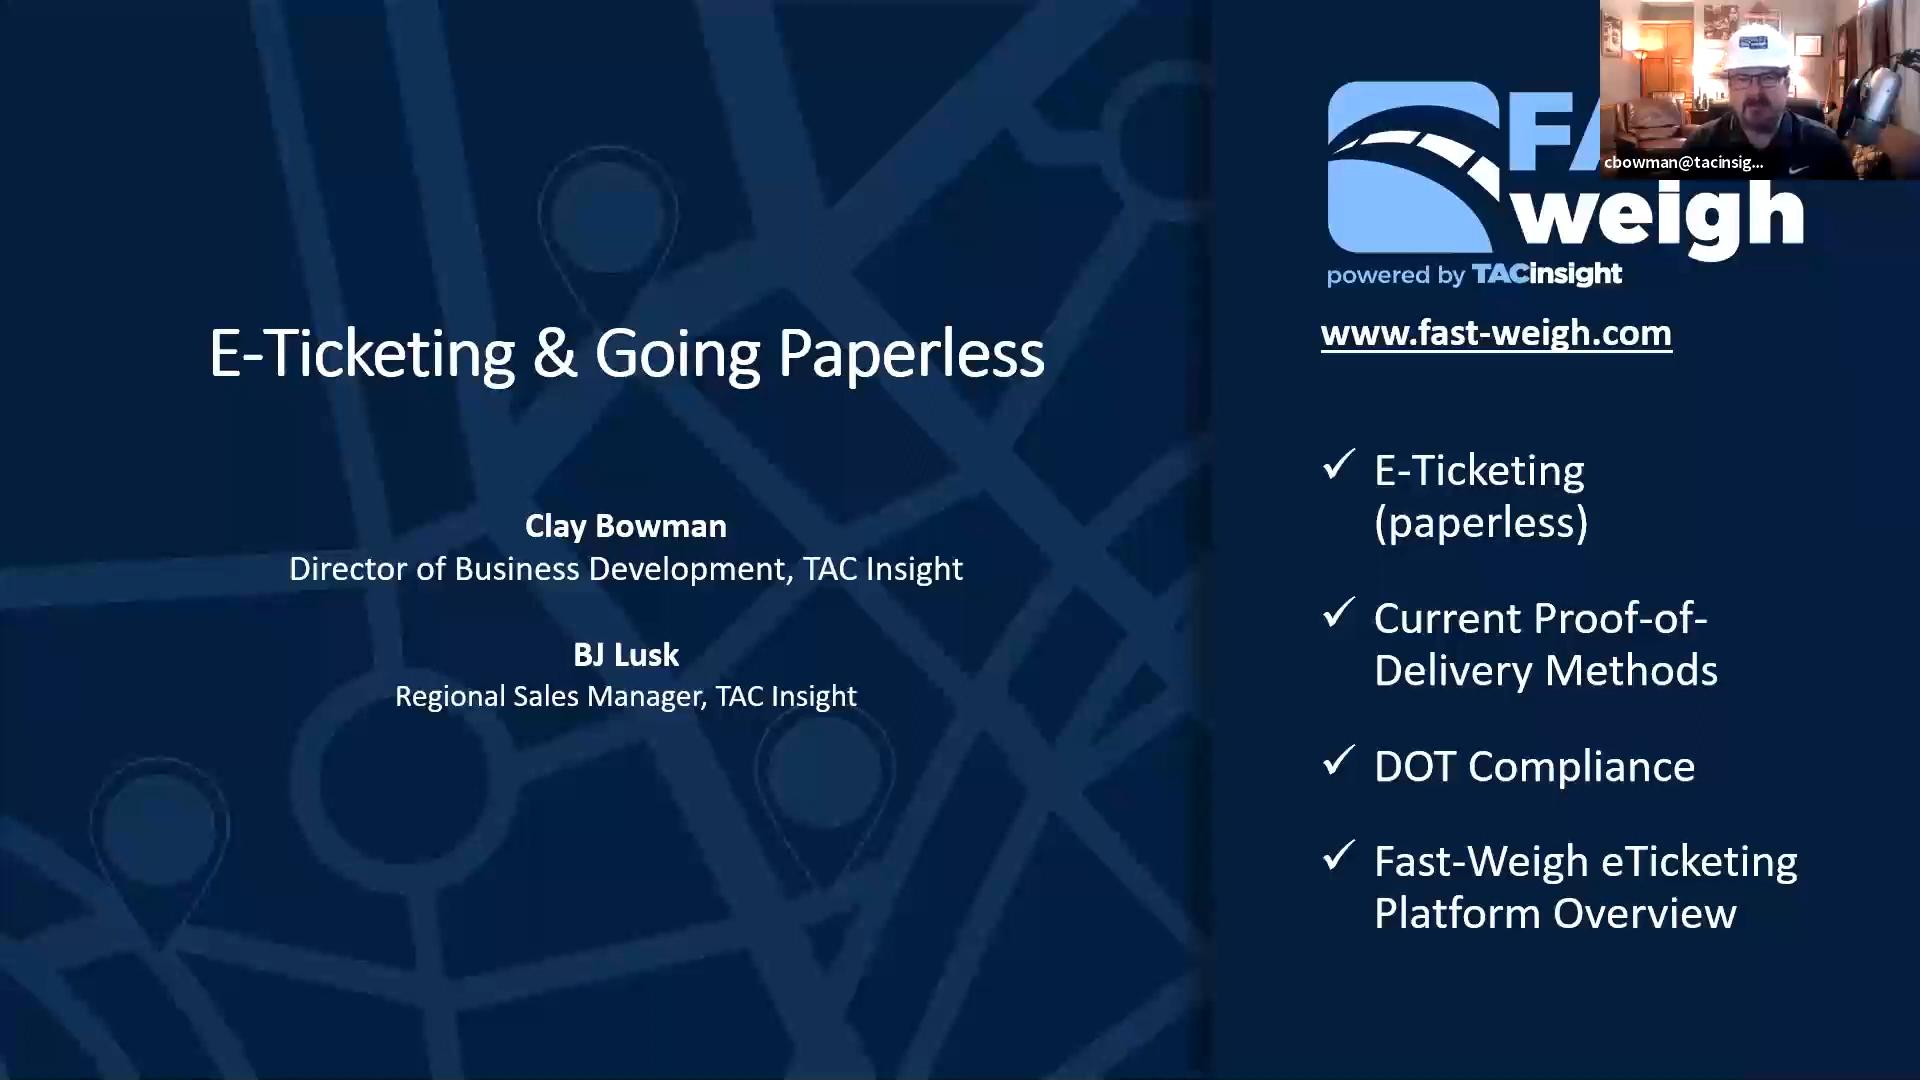 E-Ticketing & Going Paperless
Clay Bowman
Director of Business Development, TAC Insight
BJ Lusk
Regional Sales Manager, TAC Insight
FA
weigh
powered by TACinsight
cbowman@tacinsig...
www.fast-weigh.com
✓ E-Ticketing
(paperless)
✓ Current Proof-of-
Delivery Methods
✓ DOT Compliance
✓ Fast-Weigh eTicketing
Platform Overview